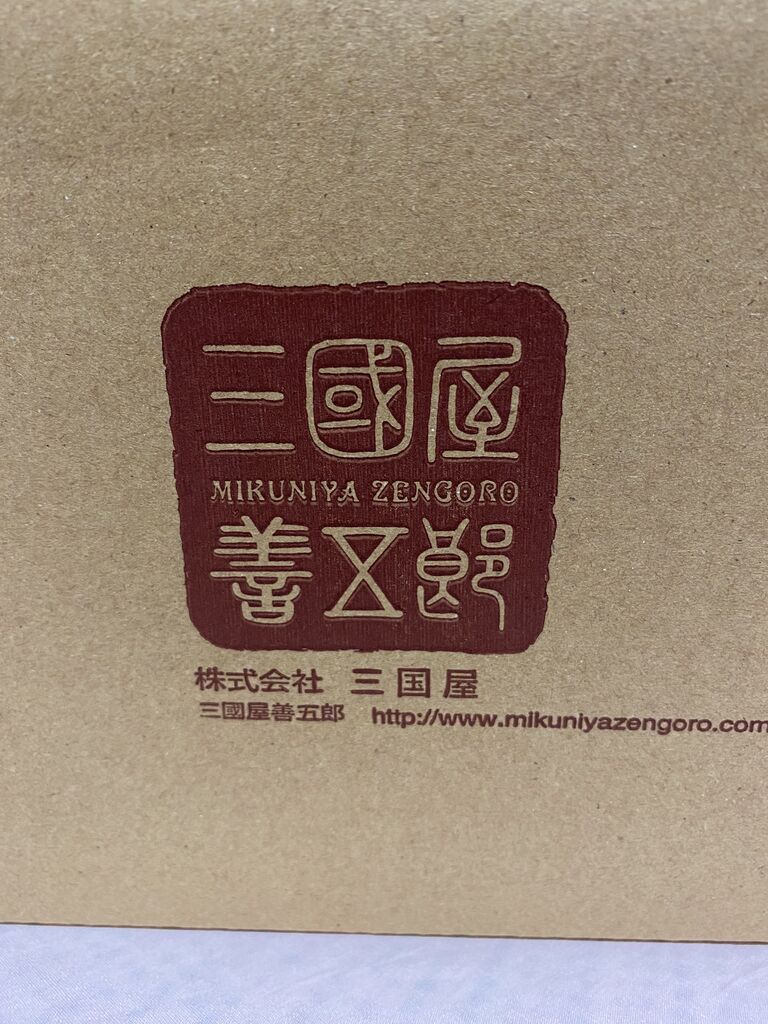 三國屋
MIKUNIYA ZENGORO
善五郎
株式会社 三国屋
三國屋善五郎 http://www.mikuniyazengoro.com